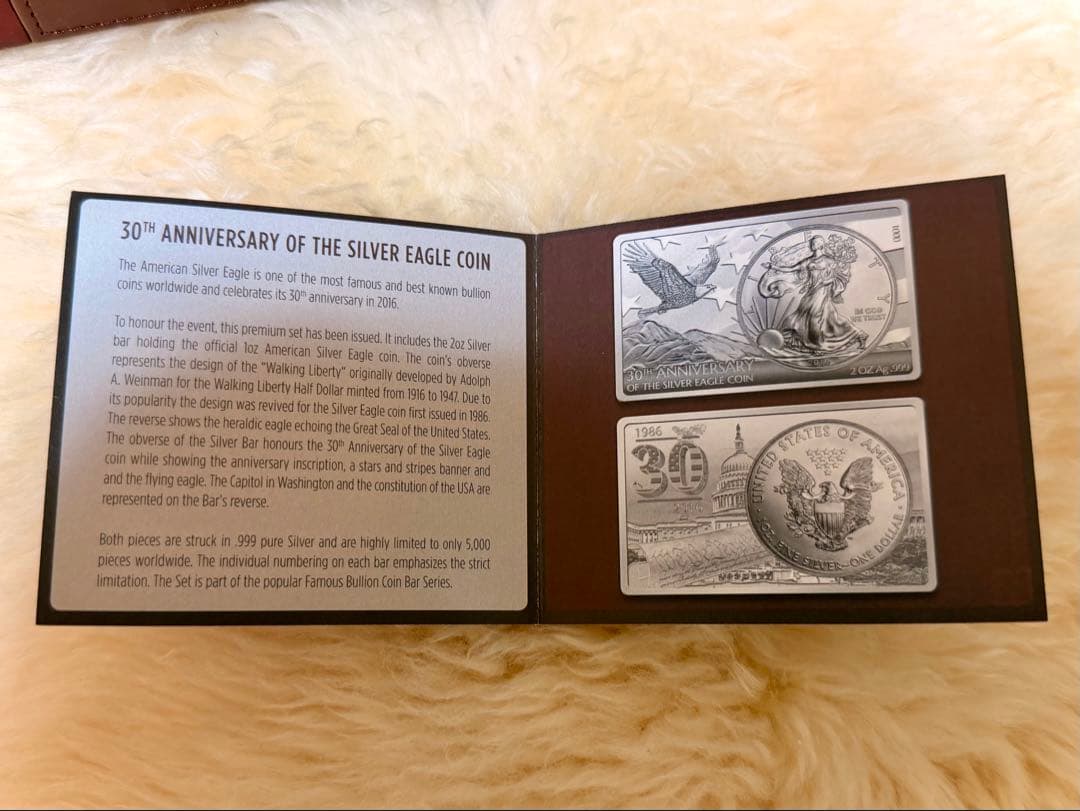 30TH ANNIVERSARY OF THE SILVER EAGLE COIN
The American Silver Eagle is one of the most famous and best known bullion
coins worldwide and celebrates its 30th anniversary in 2016.
To honour the event, this premium set has been issued. It includes the 2oz Silver
bar holding the official 1oz American Silver Eagle coin. The coin's obverse
represents the design of the "Walking Liberty" originally developed by Adolph
A. Weinman for the Walking Liberty Half Dollar minted from 1916 to 1947. Due to
its popularity the design was revived for the Silver Eagle coin first issued in 1986.
The reverse shows the heraldic eagle echoing the Great Seal of the United States.
The obverse of the Silver Bar honours the 30th Anniversary of the Silver Eagle
coin while showing the anniversary inscription, a stars and stripes banner and
and the flying eagle. The Capitol in Washington and the constitution of the USA are
represented on the Bar's reverse.
Both pieces are struck in .999 pure Silver and are highly limited to only 5,000
pieces worldwide. The individual numbering on each bar emphasizes the strict
limitation. The Set is part of the popular Famous Bullion Coin Bar Series.
IN GOD
WE TRUST
30TH ANNIVERSARY
OF THE SILVER EAGLE COIN
2 OZ Ag .999
1986
30
UNITED STATES OF AMERICA
1 OZ. FINE SILVER~ONE DOLLAR